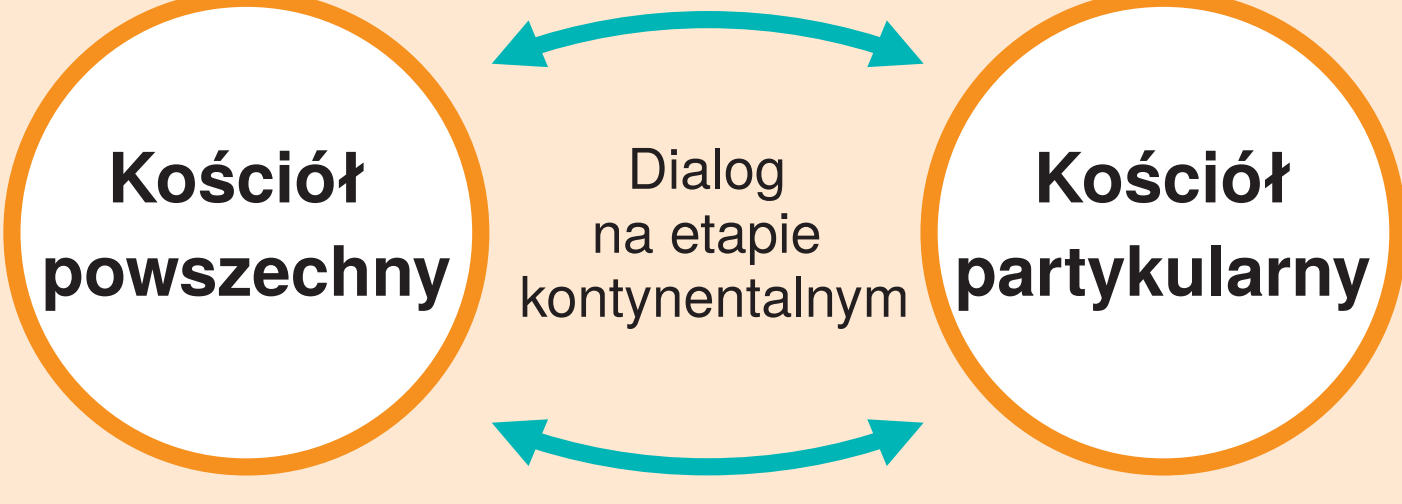 Kościół
powszechny
Dialog
na etapie
kontynentalnym
Kościół
partykularny